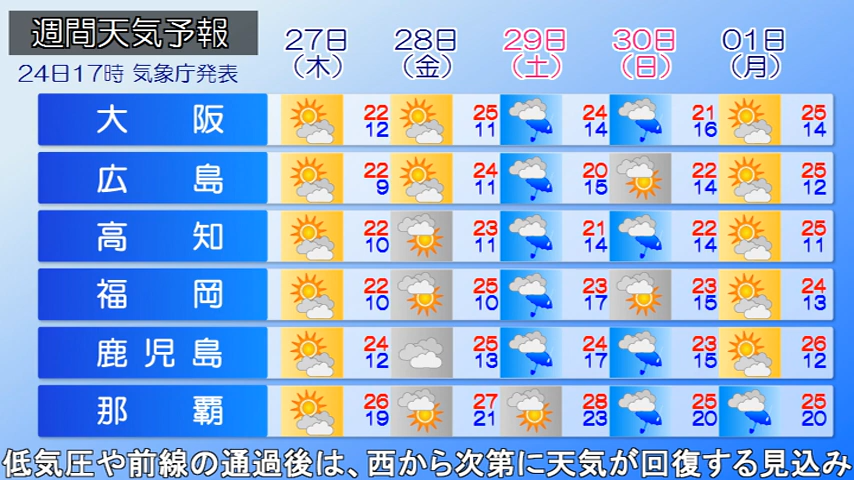 週間天気予報
24日17時 気象庁発表
27日 28日 29日 30日 01日
(木) (金) (土) (日) (月)
大阪 22 12 25 11 24 14 21 16 25 14
広島 22 9 24 11 20 15 22 14 25 12
高知 22 10 23 11 21 14 22 14 25 11
福岡 22 10 25 10 23 17 23 15 24 13
鹿児島 24 12 25 13 24 17 23 15 26 12
那覇 26 19 27 21 28 23 25 20 25 20
低気圧や前線の通過後は、西から次第に天気が回復する見込み